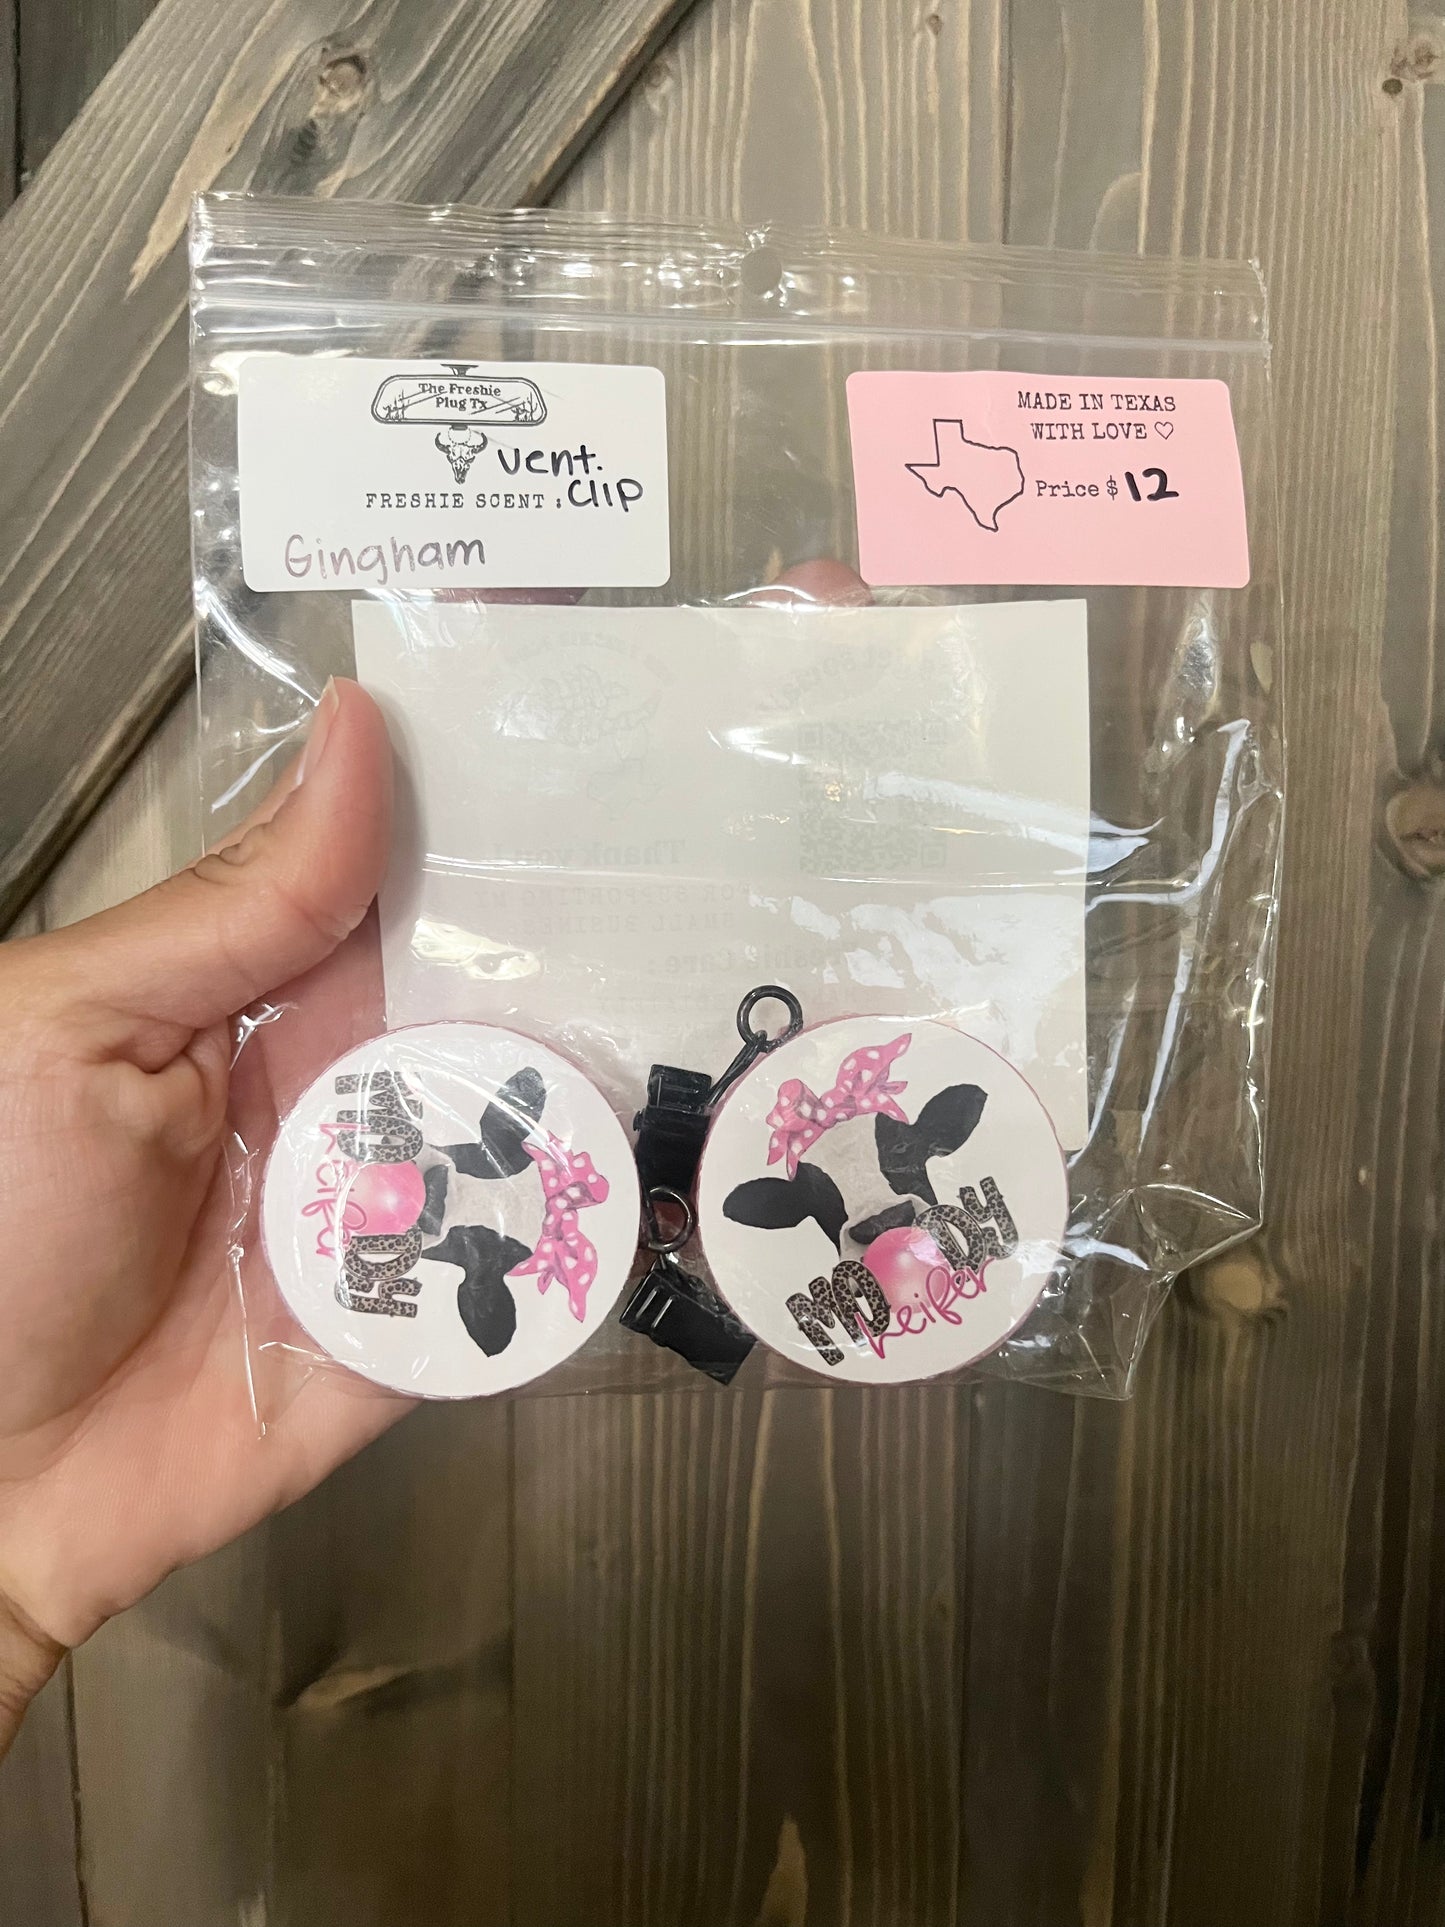 The Freshie
Plug Tx
vent.
FRESHIE SCENT : clip
Gingham
MADE IN TEXAS
WITH LOVE ♡
Price $ 12
Thank you!
FOR SUPPORTING MY
SMALL BUSINESS
Care :
MOODY
heifer
MOODY
heifer